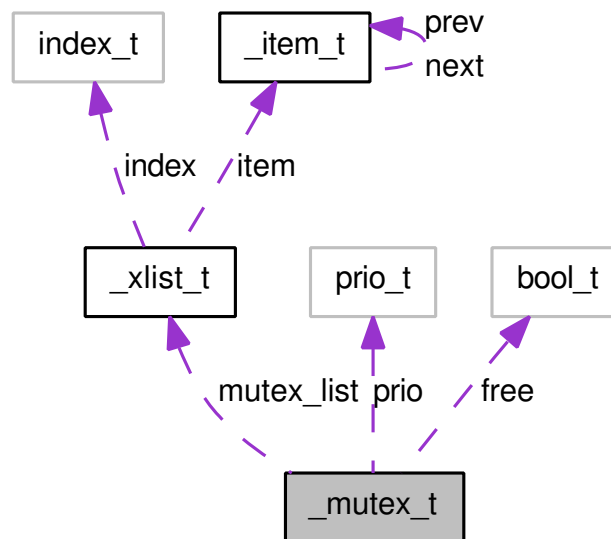 index_t
_item_t
prev
next
index
item
_xlist_t
prio_t
bool_t
mutex_list
prio
free
_mutex_t